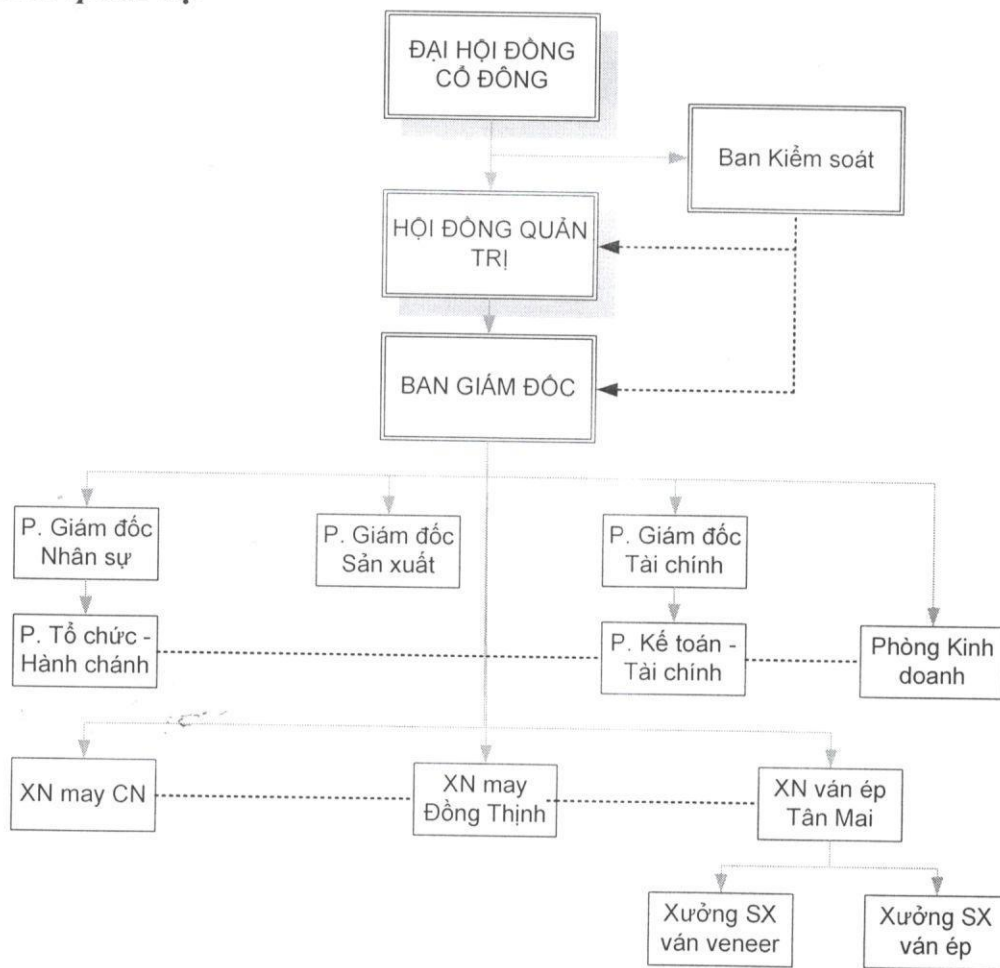 ĐẠI HỘI ĐỒNG
CỔ ĐÔNG
Ban Kiểm soát
HỘI ĐỒNG QUẢN
TRỊ
BAN GIÁM ĐỐC
P. Giám đốc
Nhân sự
P. Giám đốc
Sản xuất
P. Giám đốc
Tài chính
P. Tổ chức -
Hành chánh
P. Kế toán -
Tài chính
Phòng Kinh
doanh
XN may CN
XN may
Đồng Thịnh
XN ván ép
Tân Mai
Xưởng SX
ván veneer
Xưởng SX
ván ép